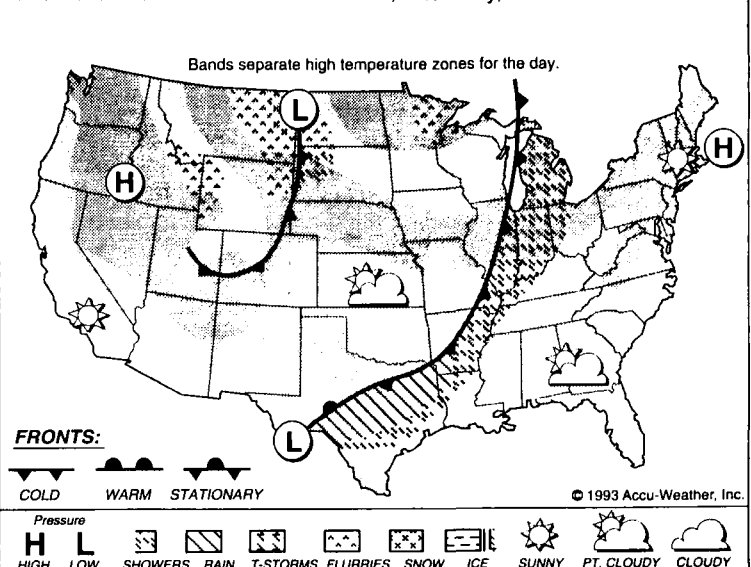 Bands separate high temperature zones for the day.
L
H
H
L
FRONTS:
COLD WARM STATIONARY
© 1993 Accu-Weather, Inc.
Pressure
H L
HIGH LOW SHOWERS RAIN T-STORMS FLURRIES SNOW ICE SUNNY PT. CLOUDY CLOUDY